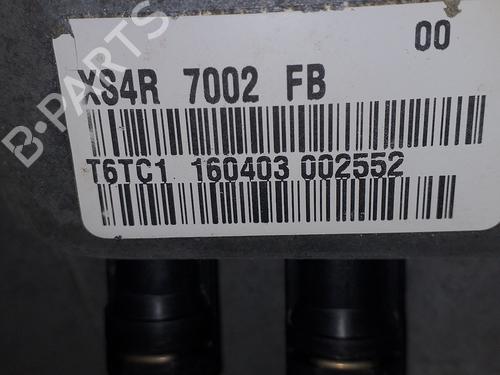 B-PARTS
00
XS4R 7002 FB
T6TC1 160403 002552